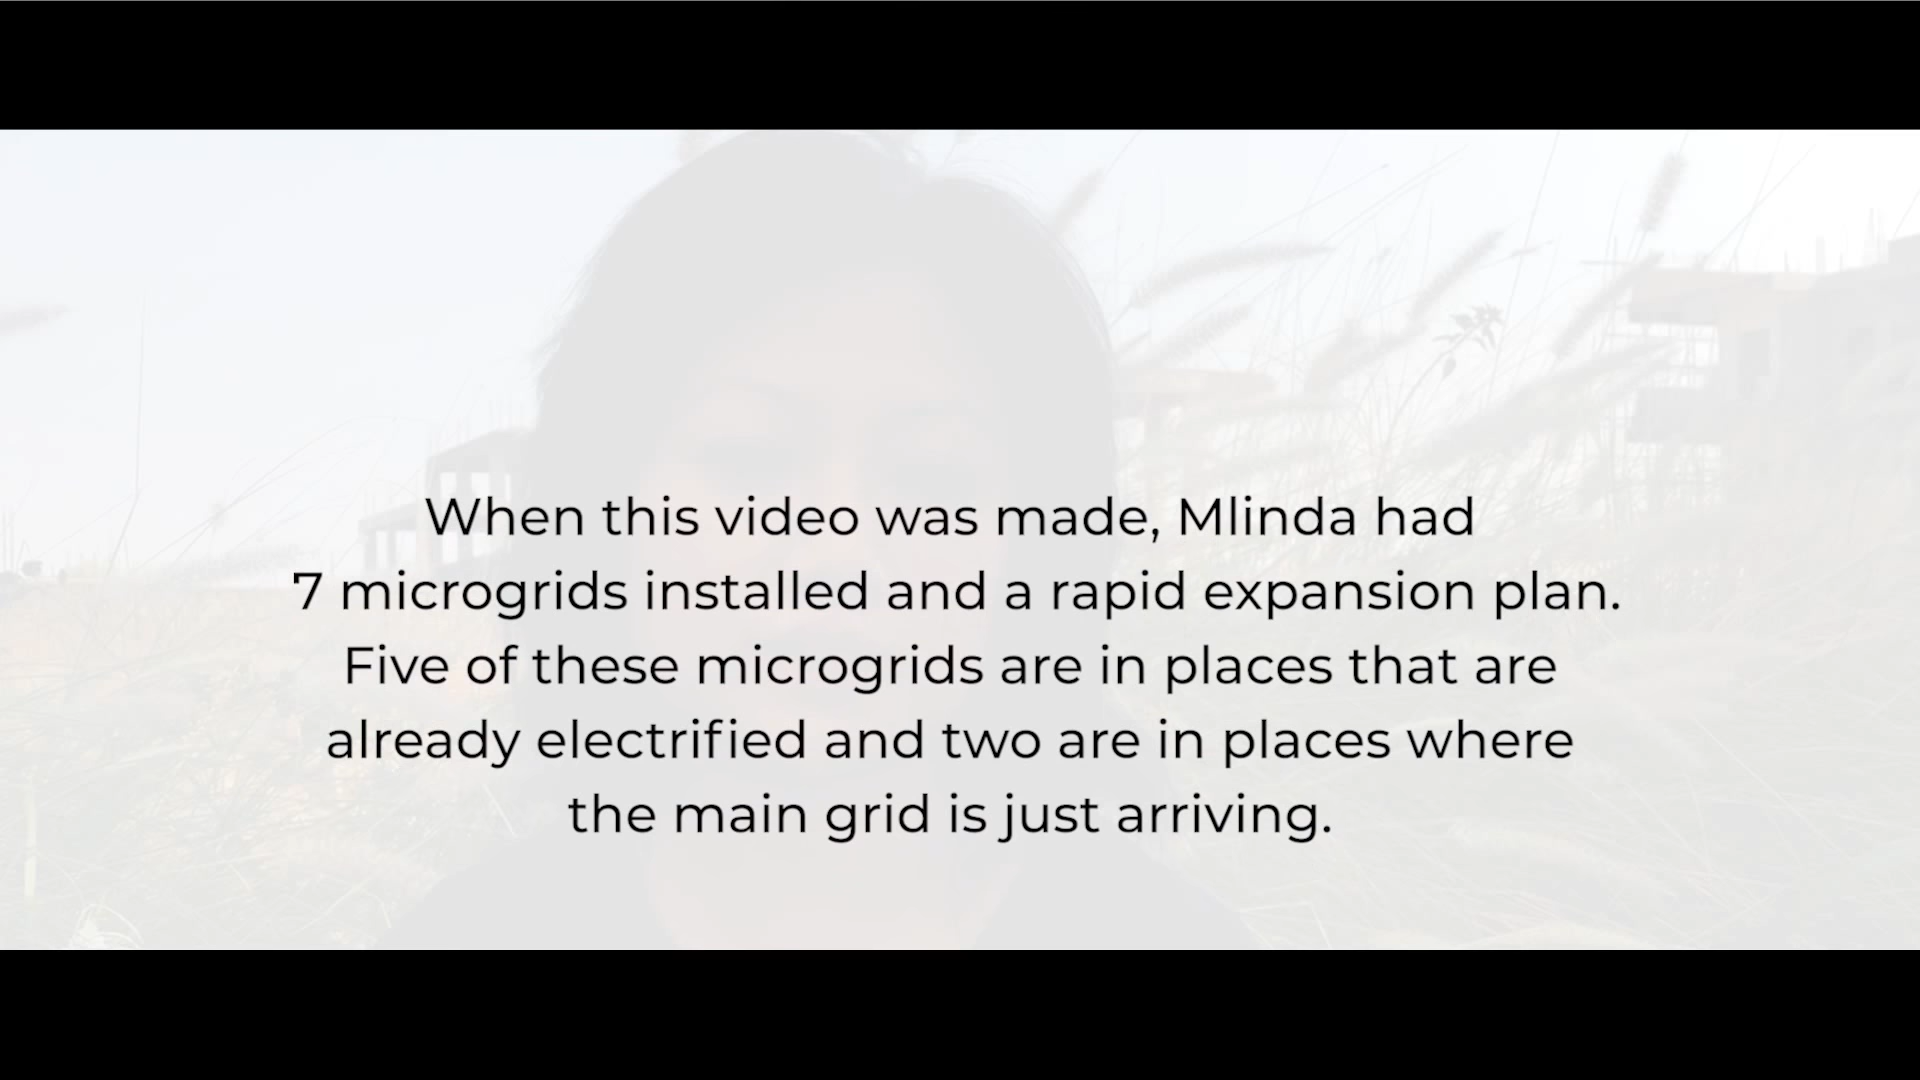 When this video was made, Mlinda had
7 microgrids installed and a rapid expansion plan.
Five of these microgrids are in places that are
already electrified and two are in places where
the main grid is just arriving.